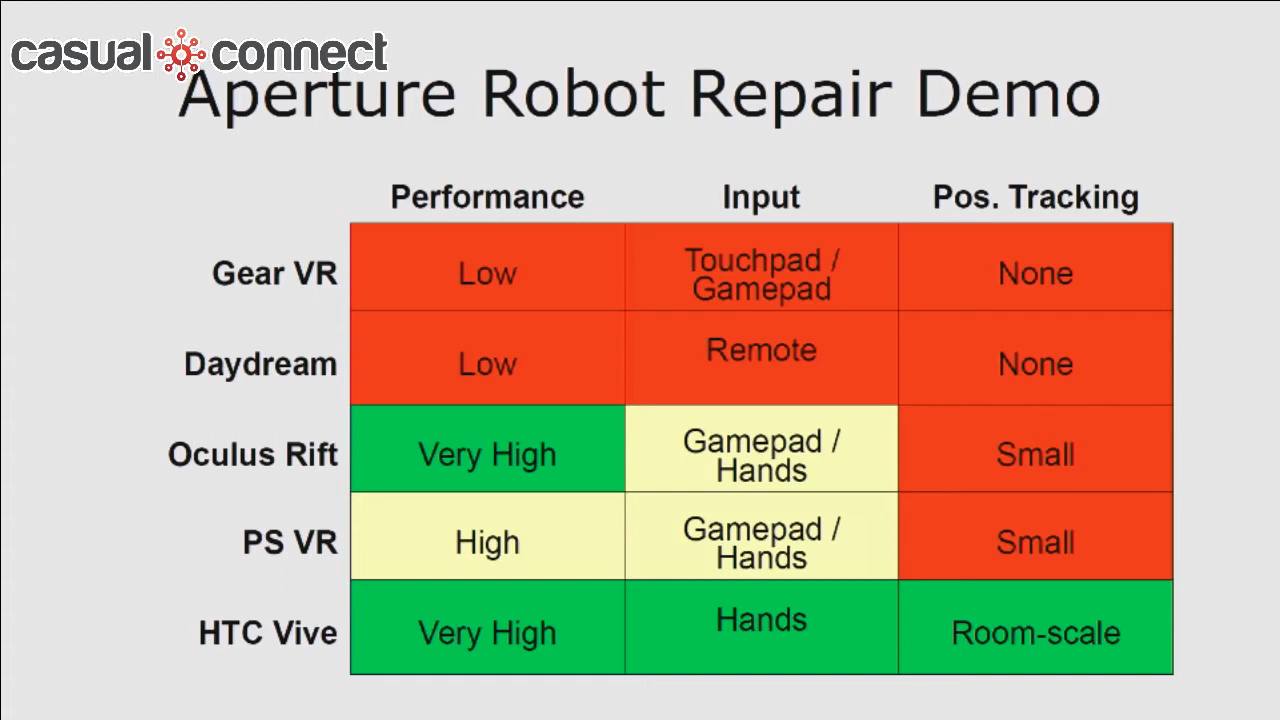 casual connect
Aperture Robot Repair Demo
Performance Input Pos. Tracking
Gear VR Low Touchpad / None
Gamepad
Daydream Low Remote None
Oculus Rift Very High Gamepad / Small
Hands
PS VR High Gamepad / Small
Hands
HTC Vive Very High Hands Room-scale